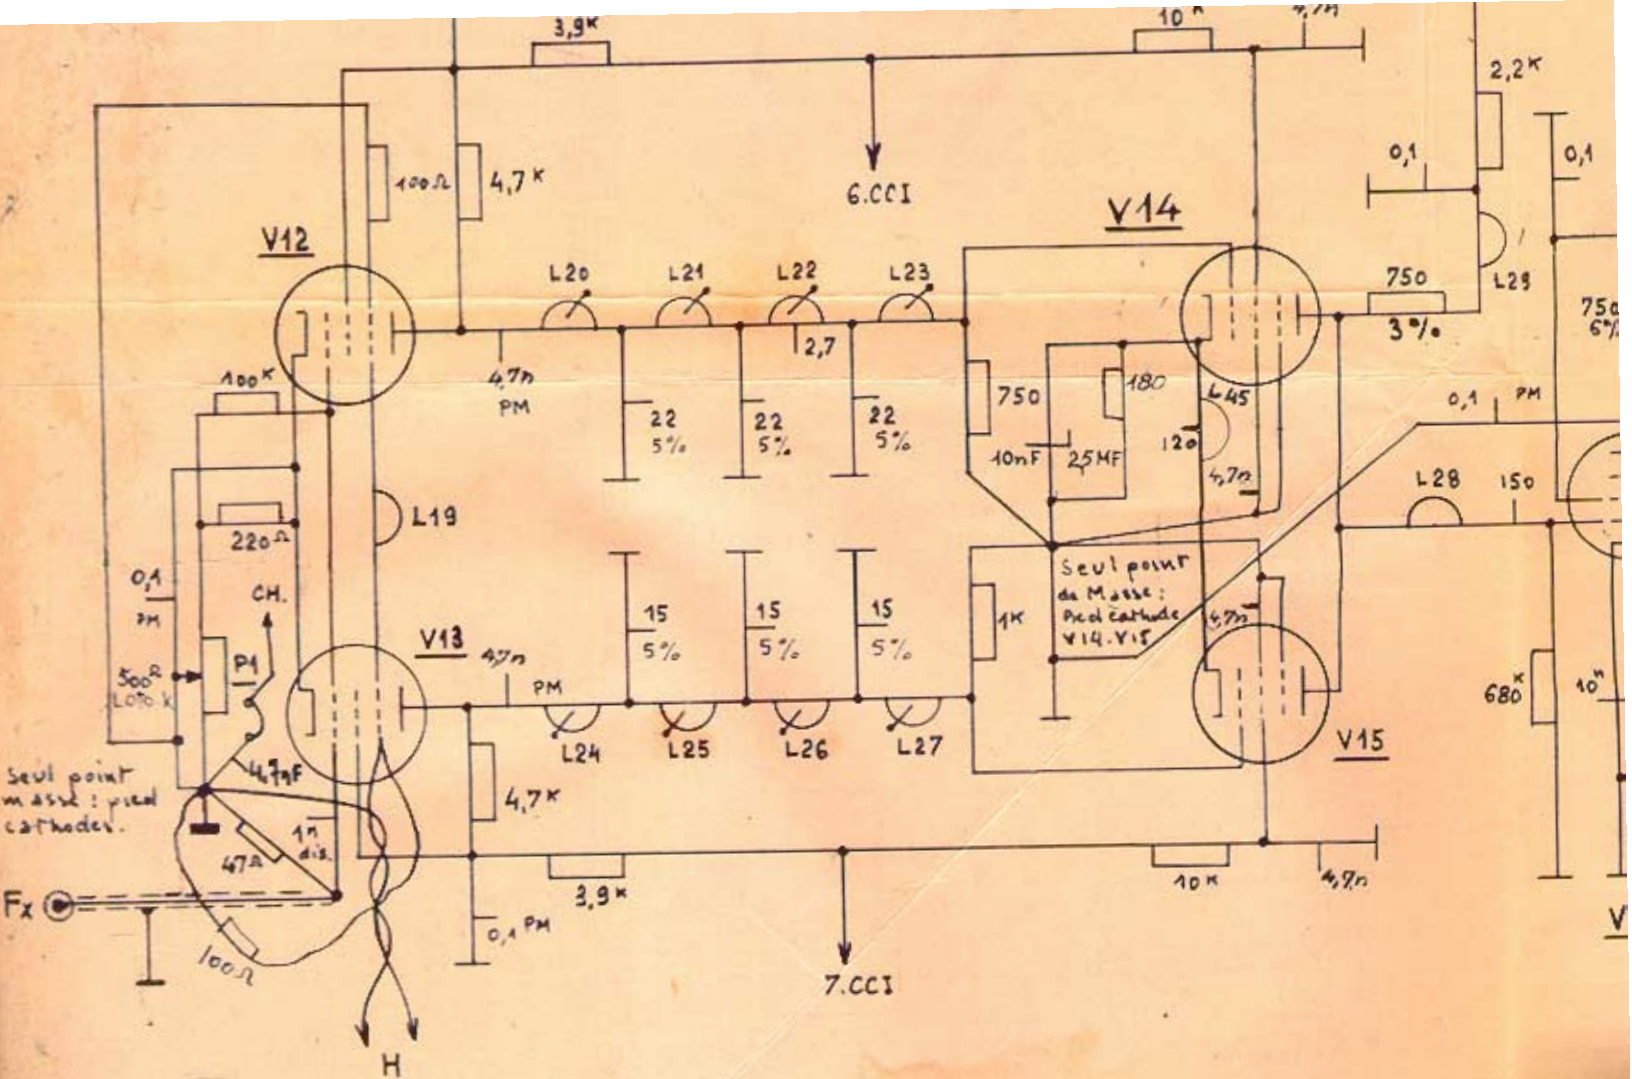 3,9K
10K
4,7n
2,2K
0,1
0,1
100Ω
4,7K
6.CCI
V14
V12
L20
L21
L22
L23
L29
750
3%
750
6%
2,7
100K
4,7n
PM
22
5%
22
5%
22
5%
750
180
L45
120
10nF
25MF
4,7n
0,1 PM
L28
150
L19
220Ω
0,1
PM
CH.
15
5%
15
5%
15
5%
1K
Seul point
de Masse :
Pied cathode
V14-V15
4,7n
V13
4,7n
PM
500Ω
P1
680K
10n
L24
L25
L26
L27
V15
Seul point
masse : pied
cathodes.
4,7nF
4,7K
1n
dis.
47Ω
3,9K
10K
4,7n
Fx
0,1 PM
100Ω
7.CCI
V
H